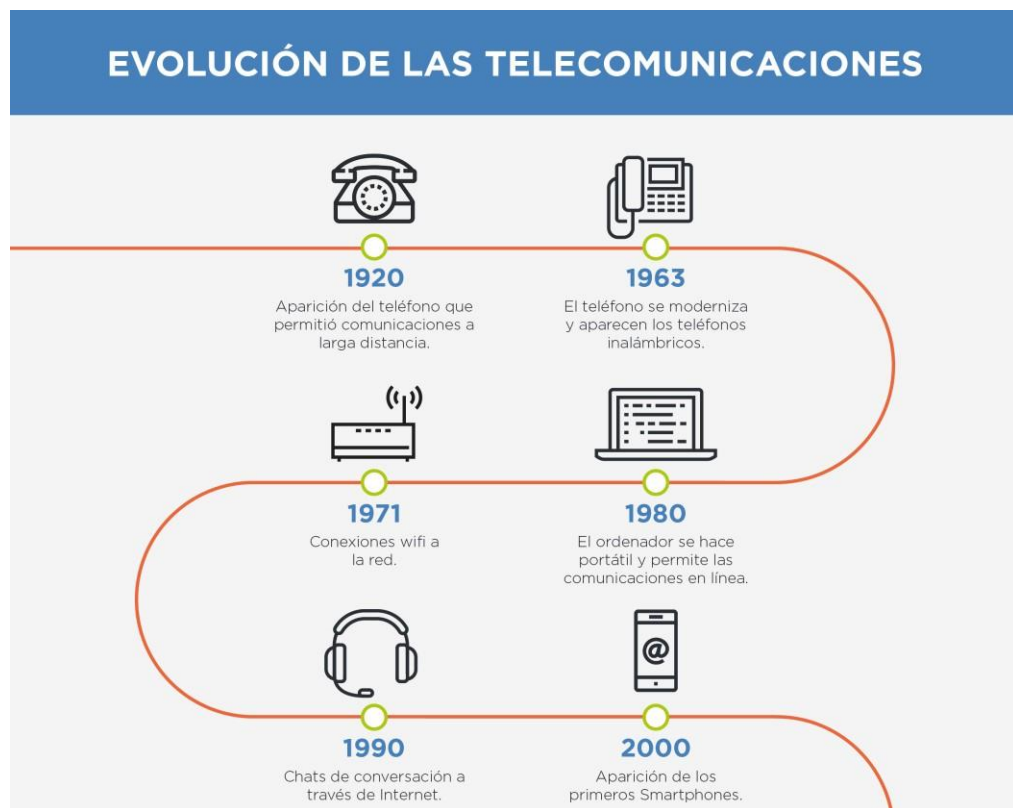 EVOLUCIÓN DE LAS TELECOMUNICACIONES
1920
Aparición del teléfono que
permitió comunicaciones a
larga distancia.
1963
El teléfono se moderniza
y aparecen los teléfonos
inalámbricos.
1971
Conexiones wifi a
la red.
1980
El ordenador se hace
portátil y permite las
comunicaciones en línea.
@
1990
Chats de conversación a
través de Internet.
2000
Aparición de los
primeros Smartphones.